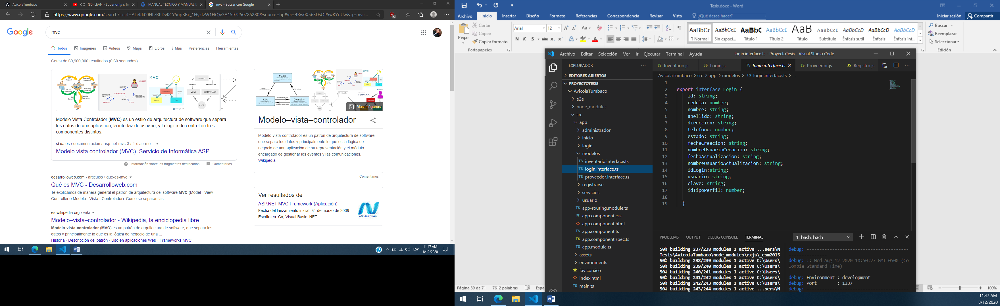 AvicolaTumbaco
(80) LEAN - Superiority x To
MANUAL TECNICO Y MANUAL D
mvc - Buscar con Google
https://www.google.com/search?sxsrf=ALeKk00HLzRPDvKCY5upBBx_1HyztzW1HQ%3A1597250785280&source=hp&ei=4Rw0X563DsOP5wKYiJUw&q=mvc...
Google
mvc
Todos
Imágenes
Videos
Maps
Libros
Más
Preferencias
Herramientas
Cerca de 60,900,000 resultados (0.60 segundos)
Modelo Vista Controlador (MVC) es un estilo de arquitectura de software que separa
los datos de una aplicación, la interfaz de usuario, y la lógica de control en tres
componentes distintos.
si.ua.es › documentacion › asp-net-mvc-3 › 1-dia › mo...
Modelo vista controlador (MVC). Servicio de Informática ASP ...
Información sobre los fragmentos destacados
Comentarios
desarrolloweb.com › articulos › que-es-mvc
Qué es MVC - Desarrolloweb.com
Te explicamos de manera general el patrón de arquitectura del software MVC (Model - View -
Controller o Modelo - Vista - Controlador). Cómo se separan las ...
es.wikipedia.org › wiki
Modelo–vista–controlador - Wikipedia, la enciclopedia libre
Modelo-vista-controlador (MVC) es un patrón de arquitectura de software, que separa los
datos y principalmente lo que es la lógica de negocio de una ...
Historia · Descripción del patrón · Uso en aplicaciones Web · Frameworks MVC
Model
View
Controller
Más imágenes
Modelo–vista–controlador
Modelo-vista-controlador es un patrón de arquitectura de software,
que separa los datos y principalmente lo que es la lógica de
negocio de una aplicación de su representación y el módulo
encargado de gestionar los eventos y las comunicaciones.
Wikipedia
Comentarios
Ver resultados de
ASP.NET MVC Framework (Aplicación)
Fecha del lanzamiento inicial: 31 de marzo de 2009
Escrito en: C#, Visual Basic .NET
ASP .Net (MVC)
ESP
11:47 AM
8/12/2020
Tesis.docx - Word
Archivo
Inicio
Insertar
Diseño
Formato
Referencias
Correspondencia
Revisar
Vista
¿Qué desea hacer?
Iniciar sesión
Compartir
Pegar
Cortar
Copiar
Copiar formato
Portapapeles
Arial
12
N K S abc x₂ x²
AaBbCc
¶ Normal
AaBbCcD
Sin espaci...
AaBbC
Título 1
AaBbCcD
Título 2
AaB
Título
AaBbCcD
Subtítulo
AaBbCcD
Énfasis sutil
AaBbCcD
Énfasis
AaBbCcD
Énfasis int...
Buscar
Reemplazar
Seleccionar
Edición
Archivo Editar Selección Ver Ir Ejecutar Terminal Ayuda
login.interface.ts - ProyectoTesis - Visual Studio Code
EXPLORADOR
EDITORES ABIERTOS
PROYECTOTESIS
AvicolaTumbaco
e2e
node_modules
src
app
administrador
inicio
login
modelos
TS inventario.interface.ts
TS login.interface.ts
TS proveedor.interface.ts
registrarse
servicios
usuario
TS app-routing.module.ts
# app.component.css
<> app.component.html
TS app.component.ts
TS app.component.spec.ts
TS app.module.ts
assets
environments
favicon.ico
<> index.html
TS main.ts
JS Inventario.js
JS Login.js
TS login.interface.ts
JS Proveedor.js
JS Registro.js
AvicolaTumbaco > src > app > modelos > TS login.interface.ts > ...
1
2 export interface Login {
3 id: string;
4 cedula: number;
5 nombre: string;
6 apellido: string;
7 direccion: string;
8 telefono: number;
9 estado: string;
10 fechaCreacion: string;
11 nombreUsuarioCreacion: string;
12 fechaActualizacion: string;
13 nombreUsuarioActualizacion: string;
14 idLogin:string;
15 usuario: string;
16 clave: string;
17 idTipoPerfil: number;
18
19 }
PROBLEMS
OUTPUT
DEBUG CONSOLE
TERMINAL
1: bash, bash
50% building 237/238 modules 1 active ...sers\N
Tesis\AvicolaTumbaco\node_modules\rxjs\_esm2015
50% building 238/239 modules 1 active C:\Users\
50% building 239/240 modules 1 active C:\Users\
50% building 240/241 modules 1 active C:\Users\
50% building 241/242 modules 1 active C:\Users\
50% building 242/243 modules 1 active C:\Users\
50% building 243/244 modules 1 active ...sers\N
debug: -------------------------------------
--------------
debug: :: Wed Aug 12 2020 10:50:27 GMT-0500 (Co
lombia Standard Time)
debug: Environment : development
debug: Port : 1337
debug: -------------------------------------
Página 59 de 71
7612 palabras
Espa
100%
11:47 AM
8/12/2020